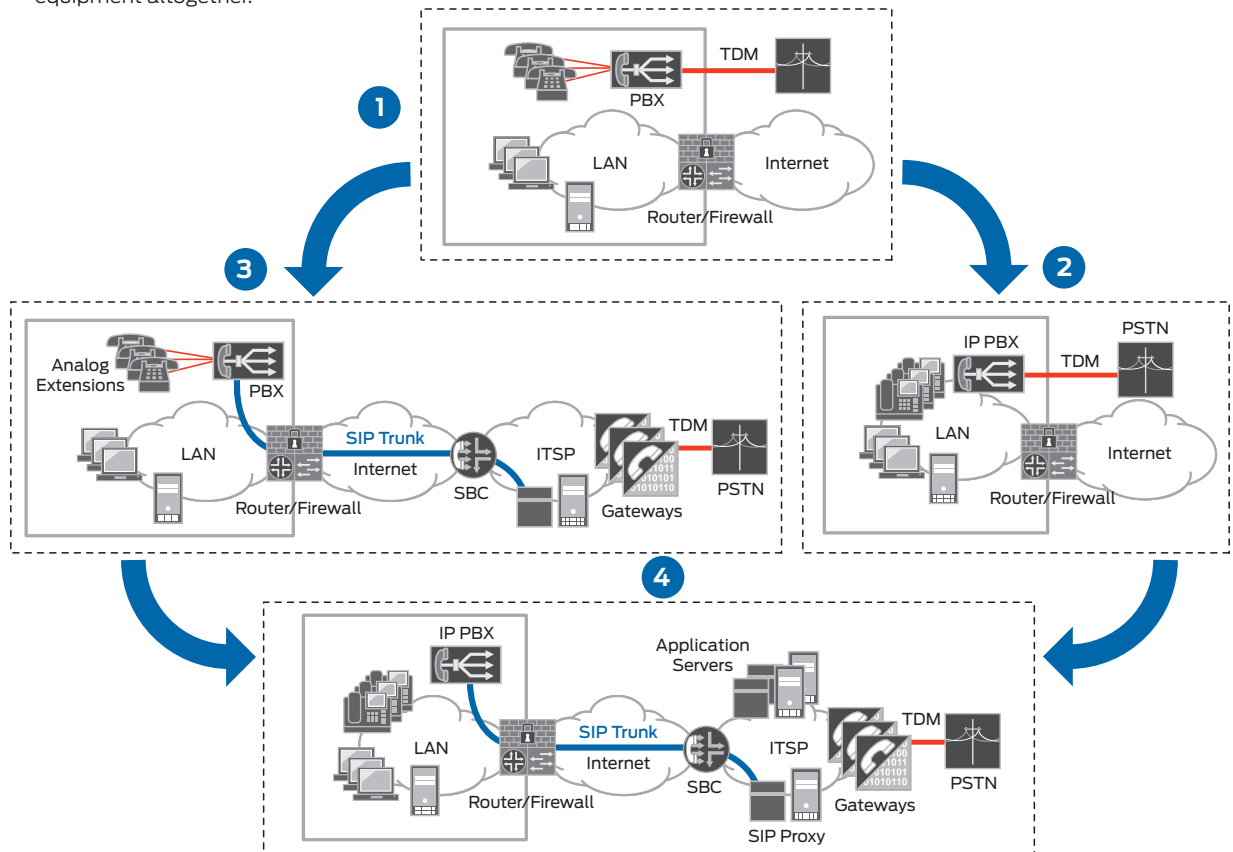 equipment altogether.
TDM
PBX
1
LAN
Internet
Router/Firewall
3
2
Analog
Extensions
PBX
LAN
SIP Trunk
Internet
Router/Firewall
SBC
ITSP
TDM
Gateways
PSTN
IP PBX
PSTN
TDM
LAN
Internet
Router/Firewall
4
IP PBX
Application
Servers
LAN
SIP Trunk
Internet
Router/Firewall
SBC
ITSP
TDM
Gateways
PSTN
SIP Proxy